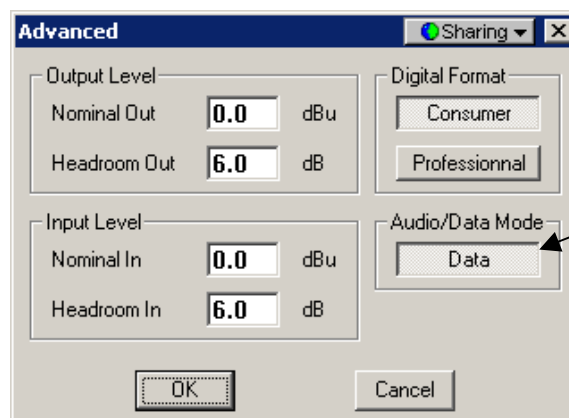 Advanced
Sharing
Output Level
Nominal Out 0.0 dBu
Headroom Out 6.0 dB
Digital Format
Consumer
Professionnal
Input Level
Nominal In 0.0 dBu
Headroom In 6.0 dB
Audio/Data Mode
Data
OK
Cancel